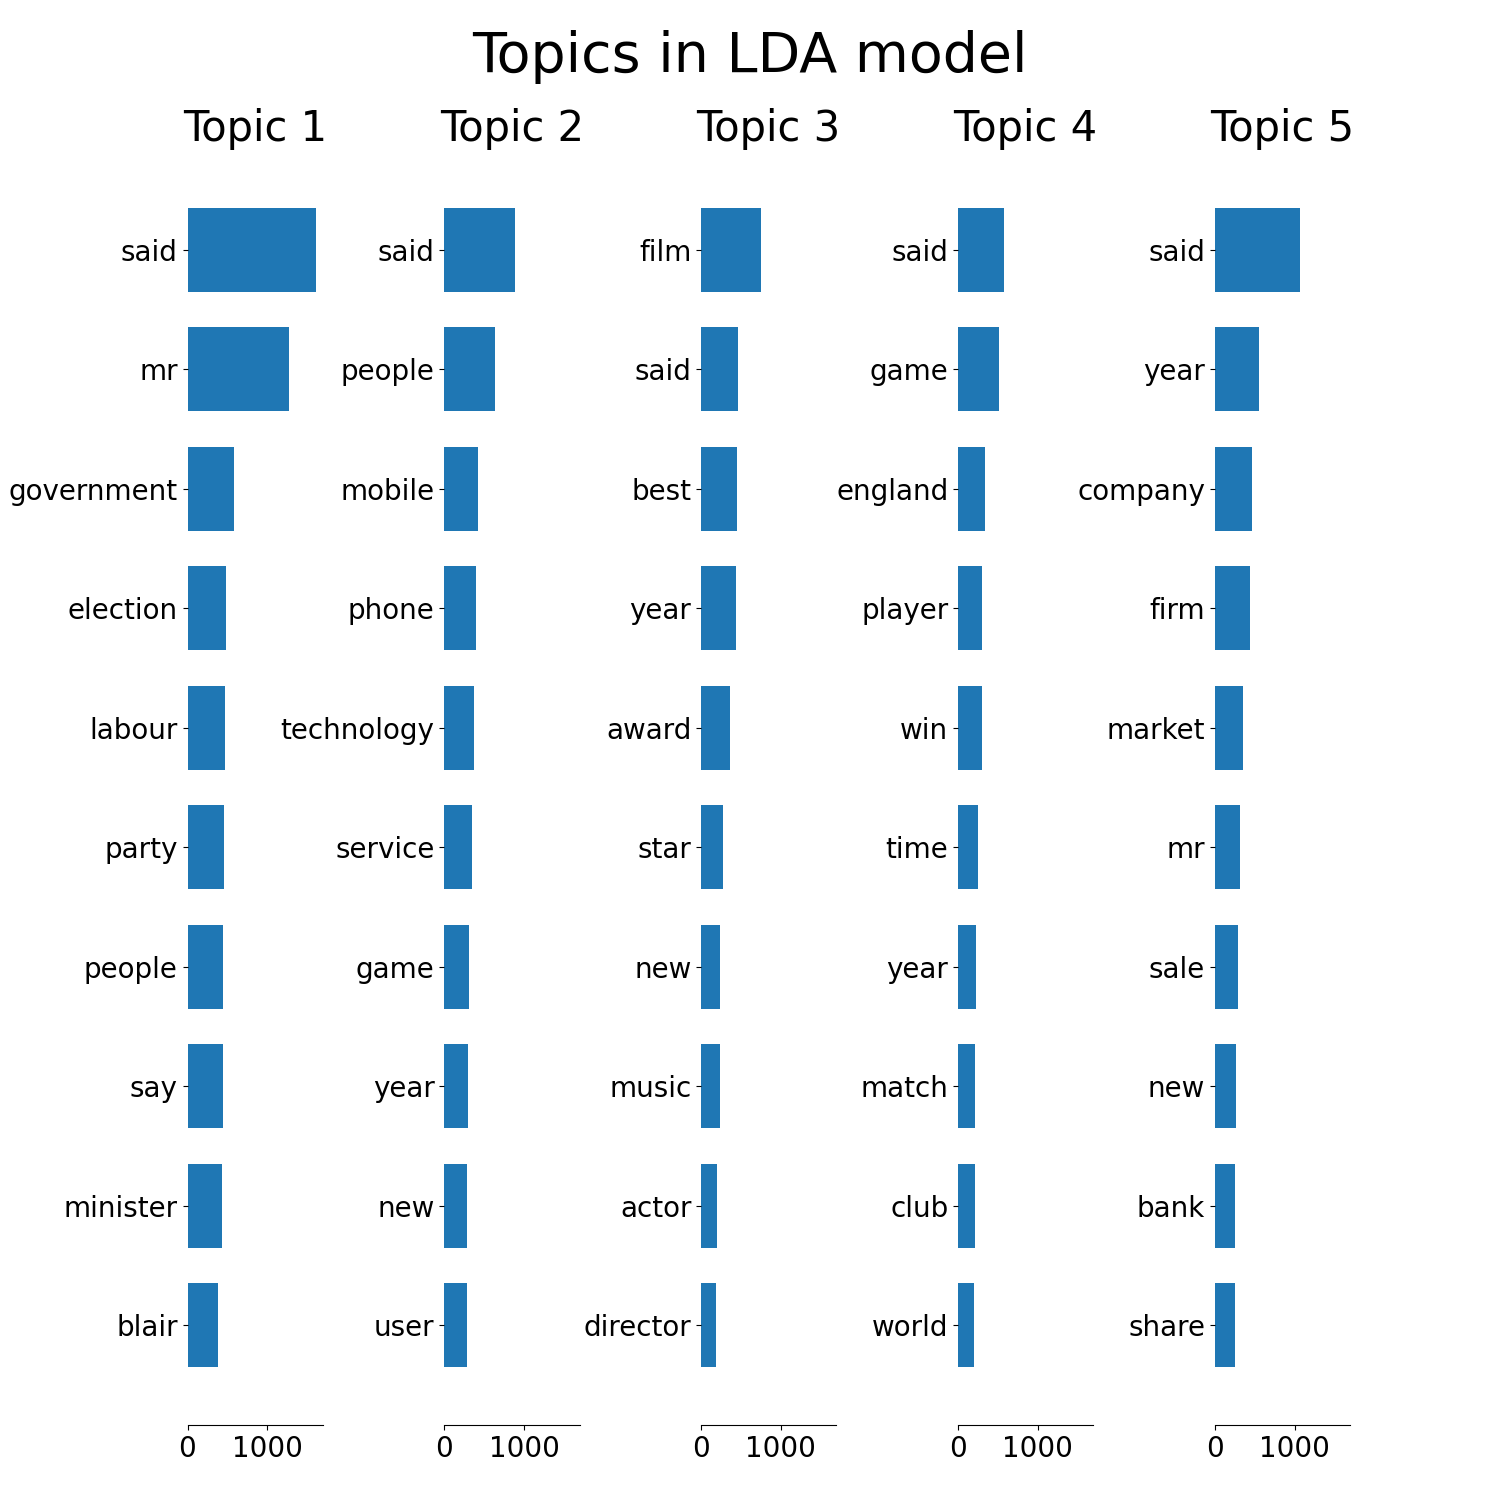 Topics in LDA model
Topic 1
said
mr
government
election
labour
party
people
say
minister
blair
0 1000
Topic 2
said
people
mobile
phone
technology
service
game
year
new
user
0 1000
Topic 3
film
said
best
year
award
star
new
music
actor
director
0 1000
Topic 4
said
game
england
player
win
time
year
match
club
world
0 1000
Topic 5
said
year
company
firm
market
mr
sale
new
bank
share
0 1000